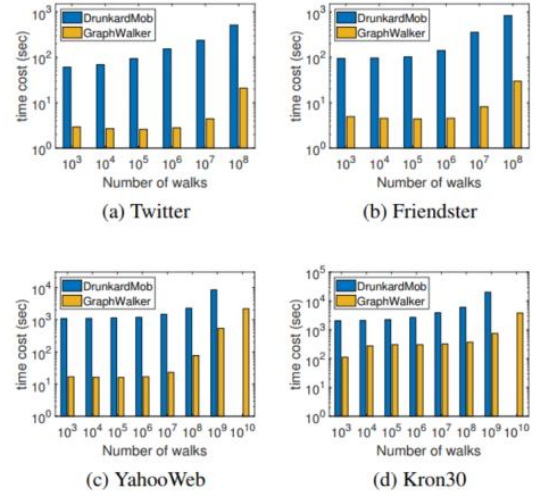 10^3
10^2
10^1
10^0
time cost (sec)
DrunkardMob
GraphWalker
10^3 10^4 10^5 10^6 10^7 10^8
Number of walks
(a) Twitter
10^3
10^2
10^1
10^0
time cost (sec)
DrunkardMob
GraphWalker
10^3 10^4 10^5 10^6 10^7 10^8
Number of walks
(b) Friendster
10^4
10^3
10^2
10^1
10^0
time cost (sec)
DrunkardMob
GraphWalker
10^3 10^4 10^5 10^6 10^7 10^8 10^9 10^10
Number of walks
(c) YahooWeb
10^5
10^4
10^3
10^2
10^1
10^0
time cost (sec)
DrunkardMob
GraphWalker
10^3 10^4 10^5 10^6 10^7 10^8 10^9 10^10
Number of walks
(d) Kron30